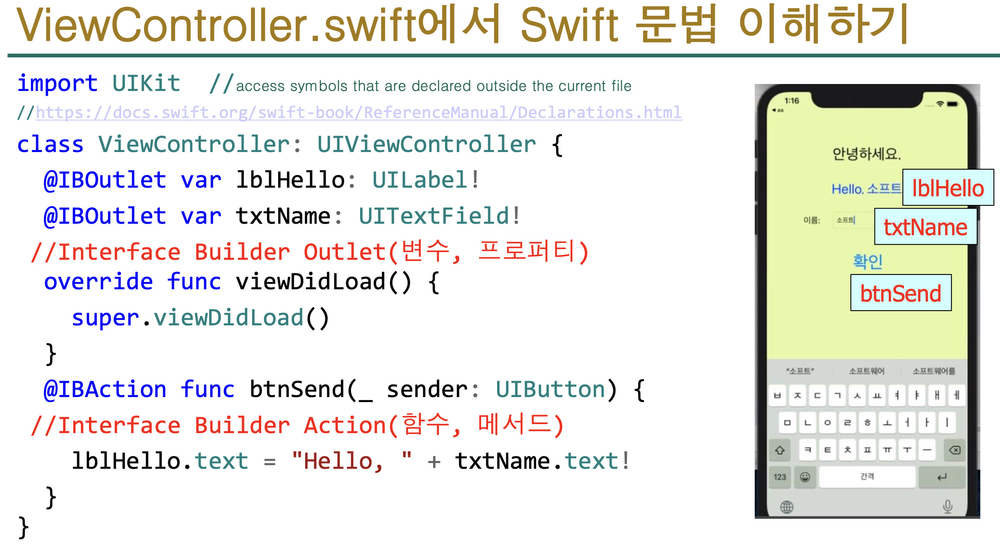 ViewController.swift에서 Swift 문법 이해하기
import UIKit  //access symbols that are declared outside the current file
//https://docs.swift.org/swift-book/ReferenceManual/Declarations.html
class ViewController: UIViewController {
@IBOutlet var lblHello: UILabel!
@IBOutlet var txtName: UITextField!
//Interface Builder Outlet(변수, 프로퍼티)
override func viewDidLoad() {
super.viewDidLoad()
}
@IBAction func btnSend(_ sender: UIButton) {
//Interface Builder Action(함수, 메서드)
lblHello.text = "Hello, " + txtName.text!
}
}
1:16
◀ aa
안녕하세요.
Hello, 소프트
lblHello
이름: 소프트
txtName
확인
btnSend
"소프트" 소프트웨어 소프트웨어를
ㅂ ㅈ ㄷ ㄱ ㅅ ㅛ ㅕ ㅑ ㅐ ㅔ
ㅁ ㄴ ㅇ ㄹ ㅎ ㅗ ㅓ ㅏ ㅣ
ㅋ ㅌ ㅊ ㅍ ㅠ ㅜ ㅡ
123 간격